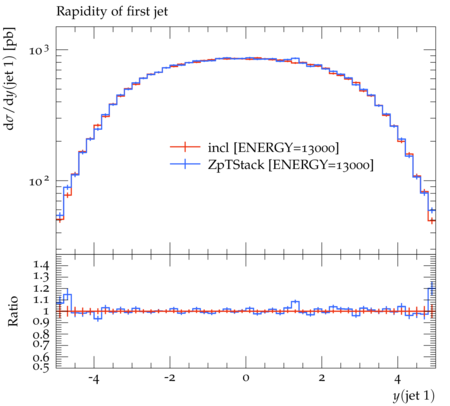 Rapidity of first jet
dσ/dy(jet 1) [pb]
10³
incl [ENERGY=13000]
ZpTStack [ENERGY=13000]
10²
Ratio
1.4
1.3
1.2
1.1
1
0.9
0.8
0.7
0.6
0.5
-4 -2 0 2 4
y(jet 1)